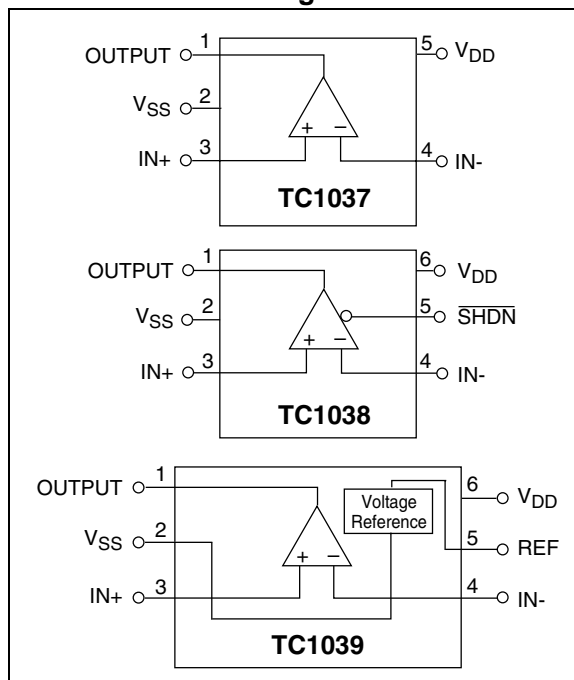 OUTPUT 1 5 VDD
VSS 2
+ −
IN+ 3 4 IN-
TC1037
OUTPUT 1 6 VDD
VSS 2 5 SHDN
+ −
IN+ 3 4 IN-
TC1038
OUTPUT 1 6 VDD
Voltage
Reference
VSS 2 5 REF
+ −
IN+ 3 4 IN-
TC1039